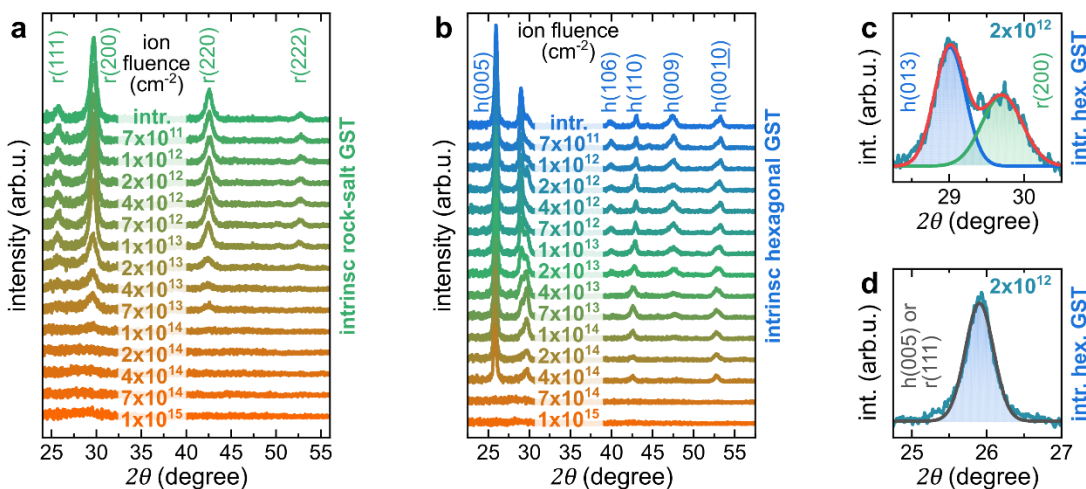 a
r(111)
r(200)
ion
fluence
(cm⁻²)
r(220)
r(222)
intr.
7x10¹¹
1x10¹²
2x10¹²
4x10¹²
7x10¹²
1x10¹³
2x10¹³
4x10¹³
7x10¹³
1x10¹⁴
2x10¹⁴
4x10¹⁴
7x10¹⁴
1x10¹⁵
intensity (arb.u.)
25 30 35 40 45 50 55
2θ (degree)
intrinsc rock-salt GST
b
h(005)
ion fluence
(cm⁻²)
h(106)
h(110)
h(009)
h(0010)
intr.
7x10¹¹
1x10¹²
2x10¹²
4x10¹²
7x10¹²
1x10¹³
2x10¹³
4x10¹³
7x10¹³
1x10¹⁴
2x10¹⁴
4x10¹⁴
7x10¹⁴
1x10¹⁵
intensity (arb.u.)
25 30 35 40 45 50 55
2θ (degree)
intrinsc hexagonal GST
c
2x10¹²
h(013)
r(200)
int. (arb.u.)
29 30
2θ (degree)
intr. hex. GST
d
2x10¹²
h(005) or
r(111)
int. (arb.u.)
25 26 27
2θ (degree)
intr. hex. GST